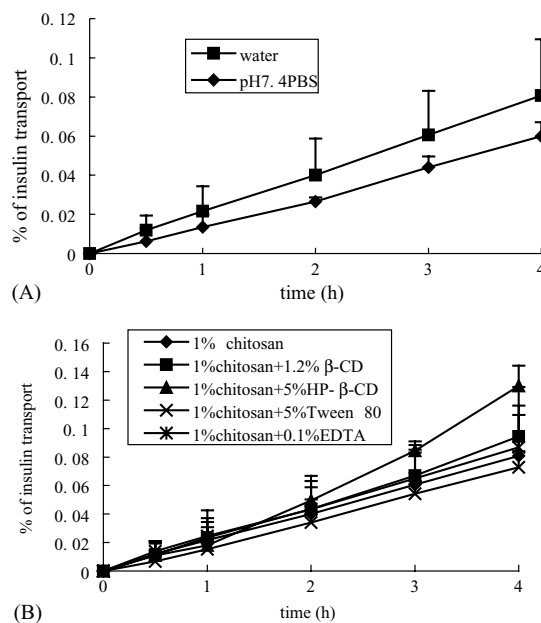 0. 12
0. 1
0. 08
0. 06
0. 04
0. 02
0
% of insulin transport
water
pH7. 4PBS
0 1 2 3 4
time (h)
(A)
0. 16
0. 14
0. 12
0. 1
0. 08
0. 06
0. 04
0. 02
0
% of insulin transport
1% chitosan
1%chitosan+1.2% β-CD
1%chitosan+5%HP- β-CD
1%chitosan+5%Tween 80
1%chitosan+0.1%EDTA
0 1 2 3 4
time (h)
(B)